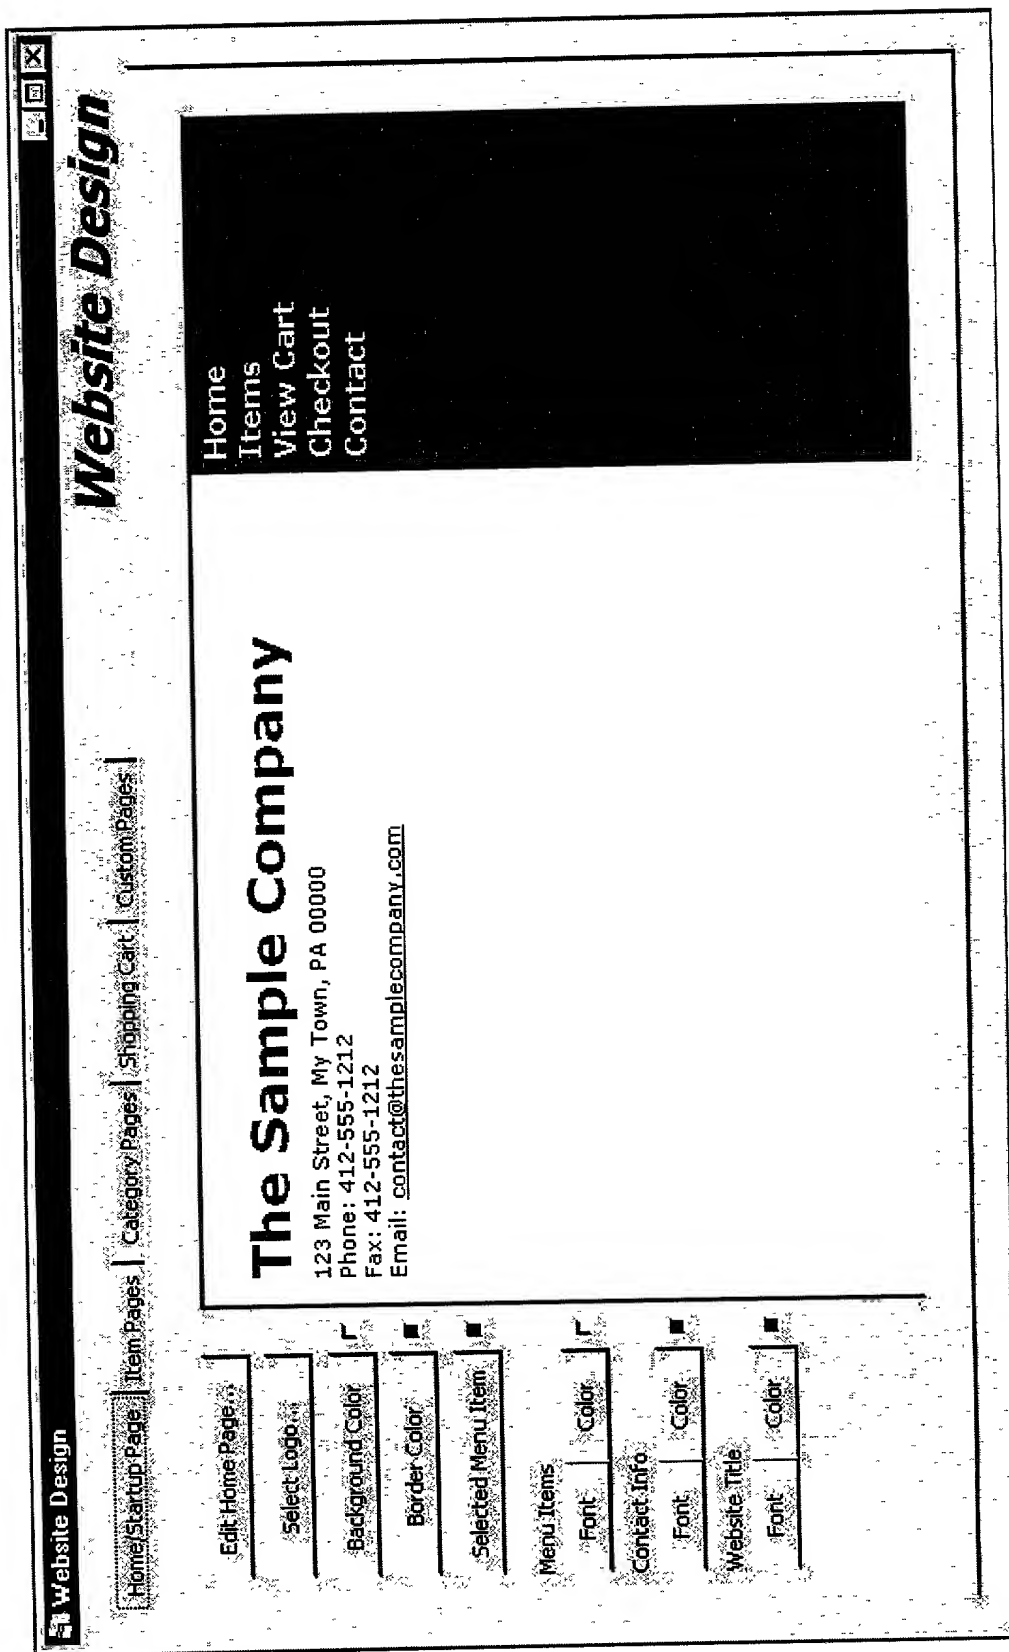 Website Design
Website Design
Home/Startup Page Item Pages Category Pages Shopping Cart Custom Pages
Edit Home Page...
Select Logo...
Background Color
Border Color
Selected Menu Item
Menu Items
Font Color
Contact Info
Font Color
Website Title
Font Color
The Sample Company
123 Main Street, My Town, PA 00000
Phone: 412-555-1212
Fax: 412-555-1212
Email: contact@thesamplecompany.com
Home
Items
View Cart
Checkout
Contact